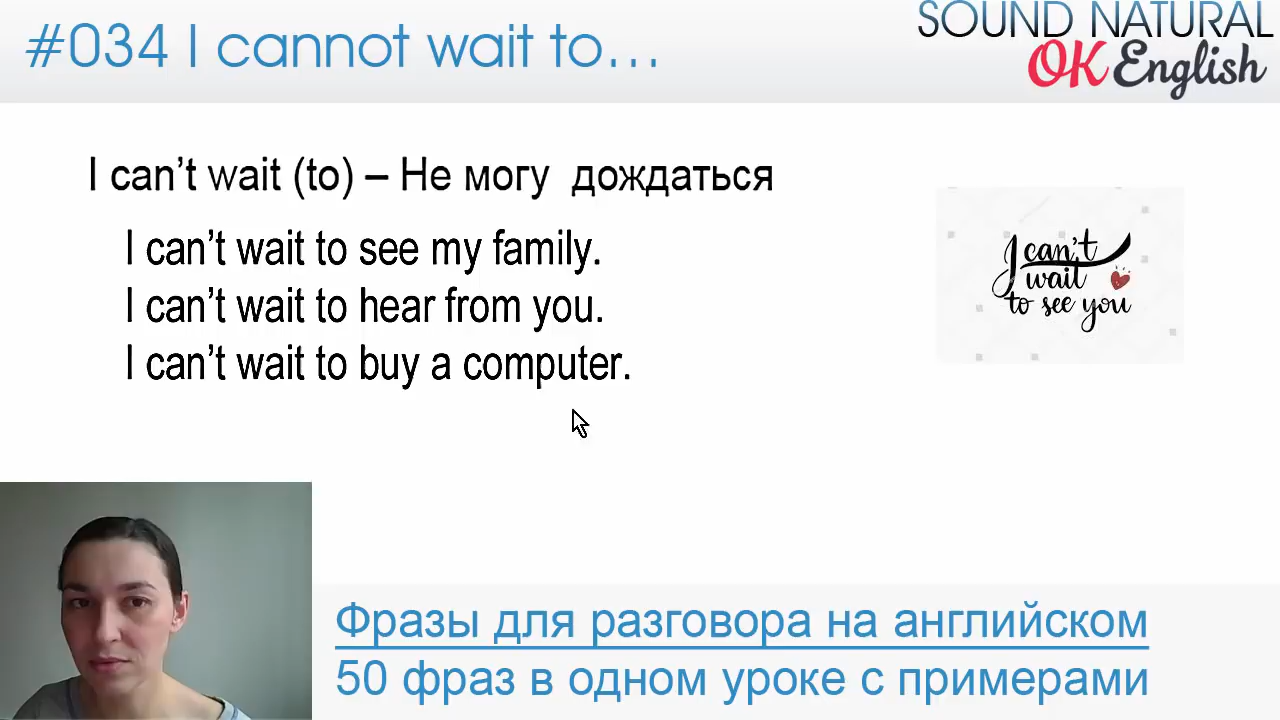 #034 I cannot wait to...
SOUND NATURAL
OK English
I can't wait (to) – Не могу дождаться
I can't wait to see my family.
I can't wait to hear from you.
I can't wait to buy a computer.
I can't
wait
to see you
Фразы для разговора на английском
50 фраз в одном уроке с примерами